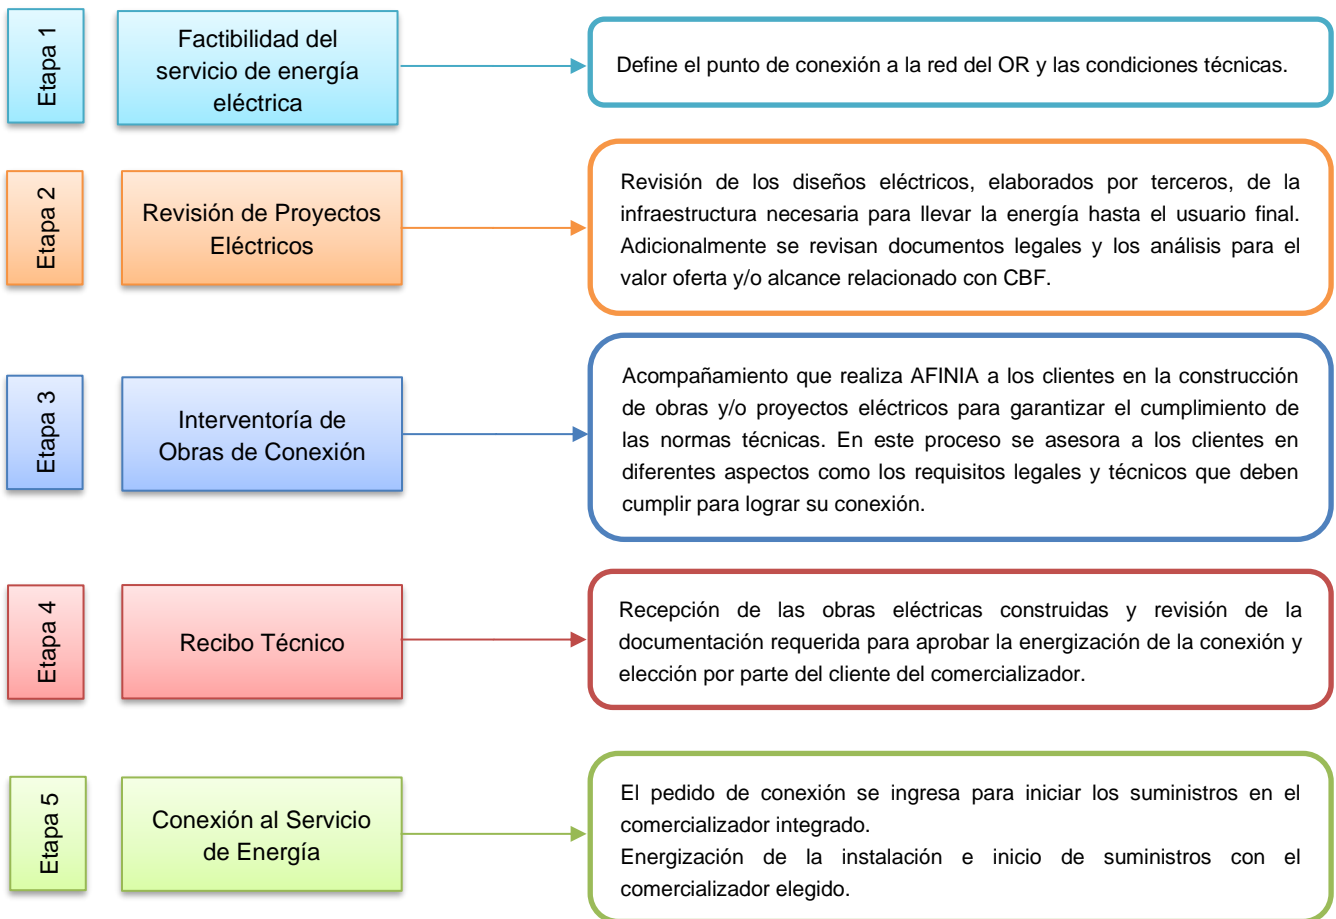 Etapa 1
Factibilidad del
servicio de energía
eléctrica
Define el punto de conexión a la red del OR y las condiciones técnicas.
Etapa 2
Revisión de Proyectos
Eléctricos
Revisión de los diseños eléctricos, elaborados por terceros, de la
infraestructura necesaria para llevar la energía hasta el usuario final.
Adicionalmente se revisan documentos legales y los análisis para el
valor oferta y/o alcance relacionado con CBF.
Etapa 3
Interventoría de
Obras de Conexión
Acompañamiento que realiza AFINIA a los clientes en la construcción
de obras y/o proyectos eléctricos para garantizar el cumplimiento de
las normas técnicas. En este proceso se asesora a los clientes en
diferentes aspectos como los requisitos legales y técnicos que deben
cumplir para lograr su conexión.
Etapa 4
Recibo Técnico
Recepción de las obras eléctricas construidas y revisión de la
documentación requerida para aprobar la energización de la conexión y
elección por parte del cliente del comercializador.
Etapa 5
Conexión al Servicio
de Energía
El pedido de conexión se ingresa para iniciar los suministros en el
comercializador integrado.
Energización de la instalación e inicio de suministros con el
comercializador elegido.